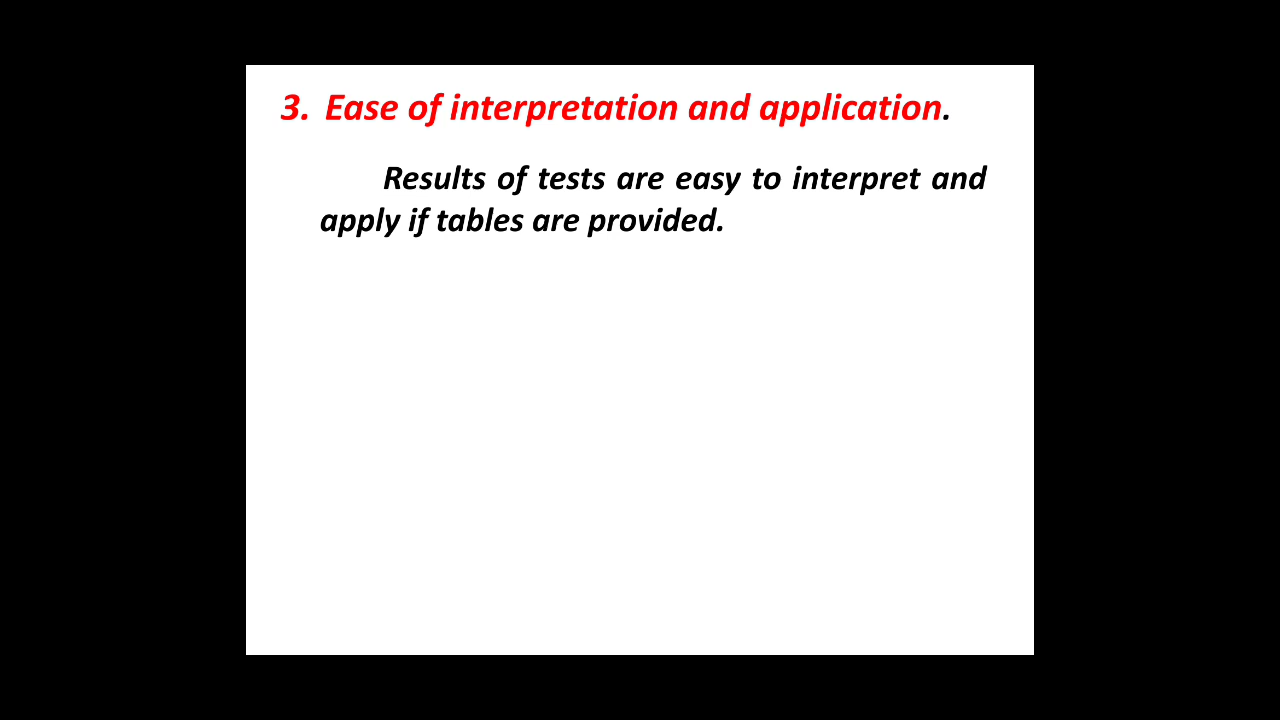 3. Ease of interpretation and application.
Results of tests are easy to interpret and
apply if tables are provided.